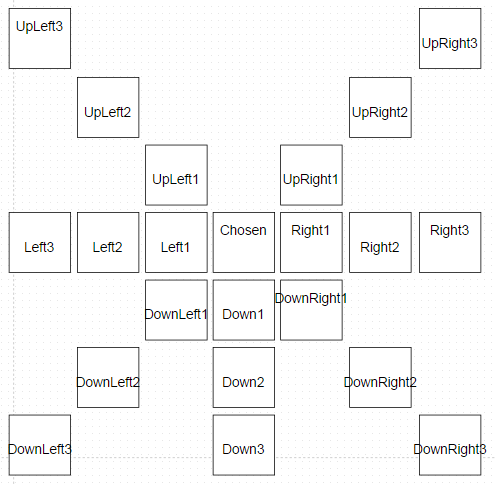 UpLeft3
UpRight3
UpLeft2
UpRight2
UpLeft1
UpRight1
Left3
Left2
Left1
Chosen
Right1
Right2
Right3
DownLeft1
Down1
DownRight1
DownLeft2
Down2
DownRight2
DownLeft3
Down3
DownRight3